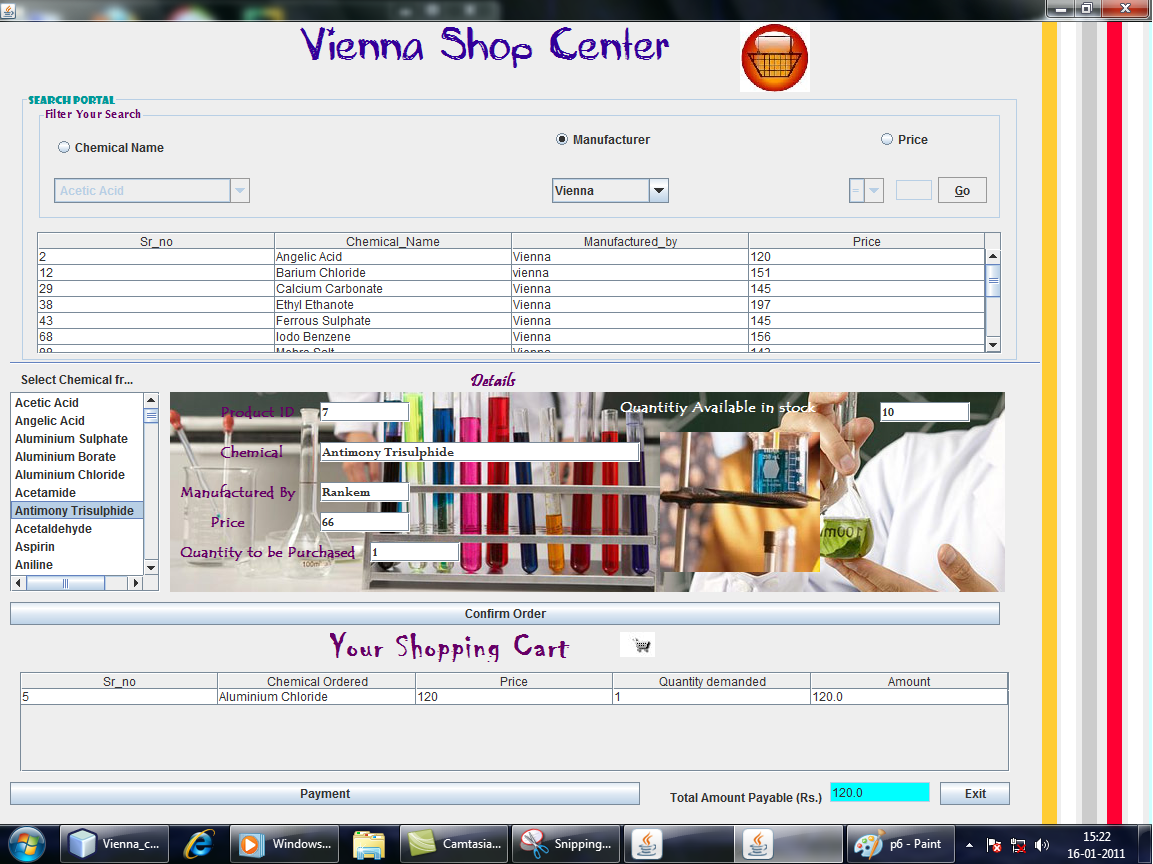 Vienna Shop Center
SEARCH PORTAL
Filter Your Search
Chemical Name
Manufacturer
Price
Acetic Acid
Vienna
=
Go
Sr_no Chemical_Name Manufactured_by Price
2 Angelic Acid Vienna 120
12 Barium Chloride vienna 151
29 Calcium Carbonate Vienna 145
38 Ethyl Ethanote Vienna 197
43 Ferrous Sulphate Vienna 145
68 Iodo Benzene Vienna 156
Select Chemical fr...
Acetic Acid
Angelic Acid
Aluminium Sulphate
Aluminium Borate
Aluminium Chloride
Acetamide
Antimony Trisulphide
Acetaldehyde
Aspirin
Aniline
Details
Product ID 7
Quantitiy Available in stock 10
Chemical Antimony Trisulphide
Manufactured By Rankem
Price 66
Quantity to be Purchased 1
100ml
Confirm Order
Your Shopping Cart
Sr_no Chemical Ordered Price Quantity demanded Amount
5 Aluminium Chloride 120 1 120.0
Payment
Total Amount Payable (Rs.) 120.0
Exit
Vienna_c...
Windows...
Camtasia...
Snipping...
p6 - Paint
15:22
16-01-2011